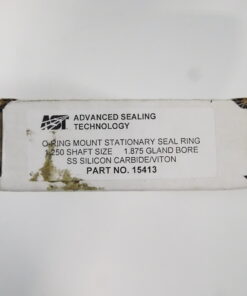 AST
ADVANCED SEALING
TECHNOLOGY
O-RING MOUNT STATIONARY SEAL RING
1.250 SHAFT SIZE 1.875 GLAND BORE
SS SILICON CARBIDE/VITON
PART NO. 15413